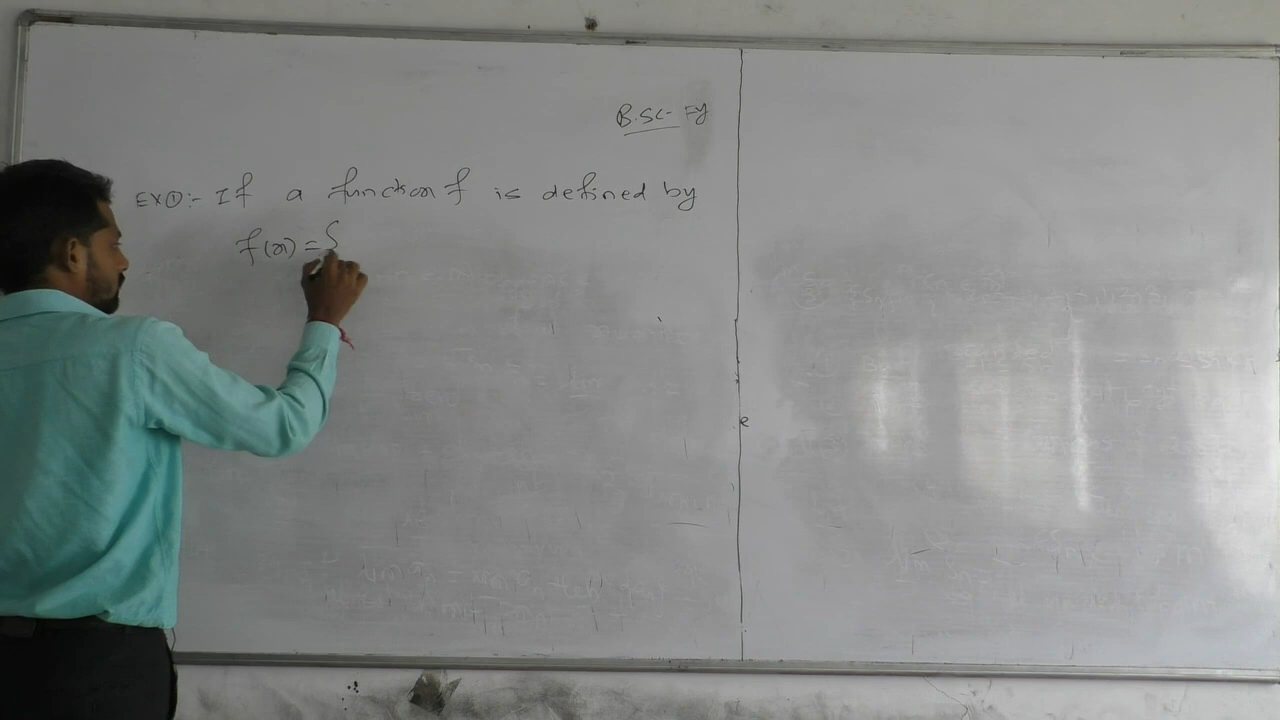 B.Sc. FY
EX①:- If a function f is defined by
f(x) = {